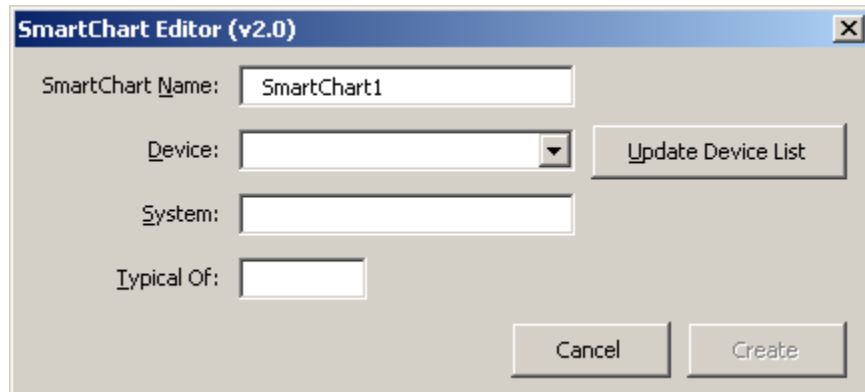 SmartChart Editor (v2.0)
SmartChart Name: SmartChart1
Device: Update Device List
System:
Typical Of:
Cancel Create